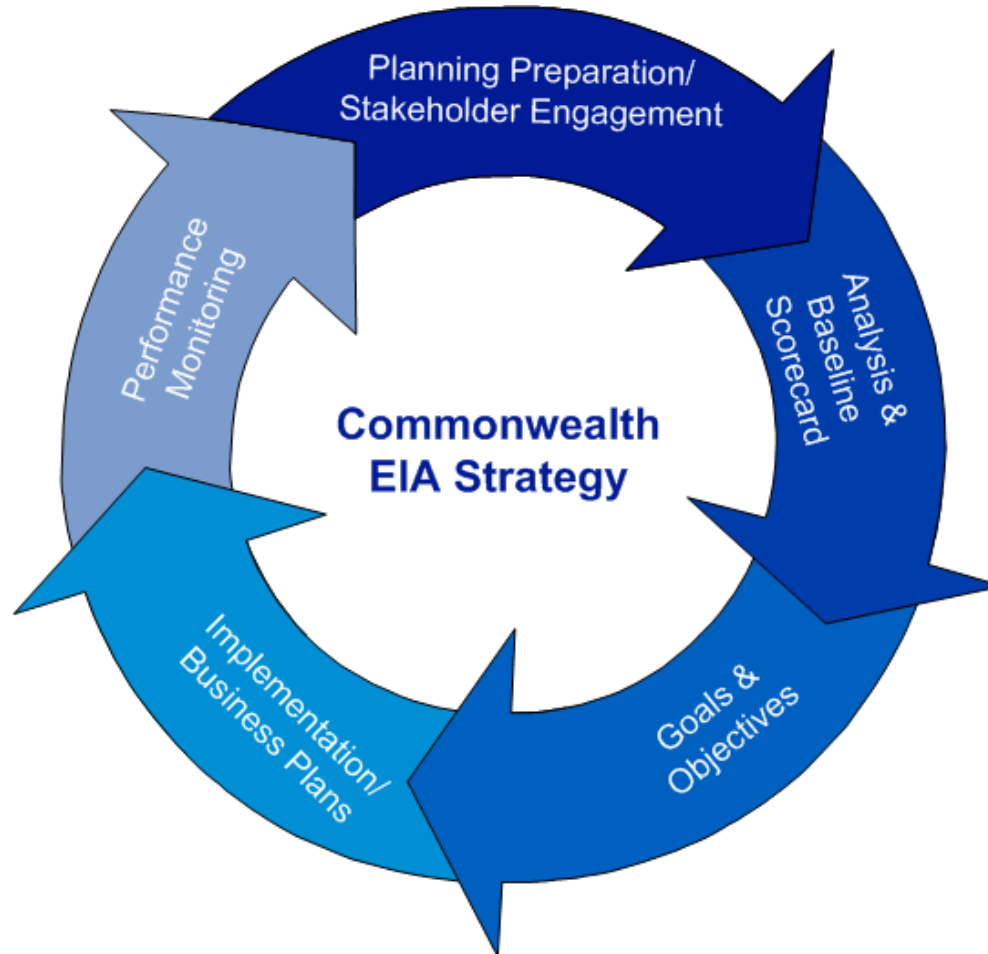 Planning Preparation/
Stakeholder Engagement
Analysis &
Baseline
Scorecard
Goals &
Objectives
Implementation/
Business Plans
Performance
Monitoring
Commonwealth
EIA Strategy